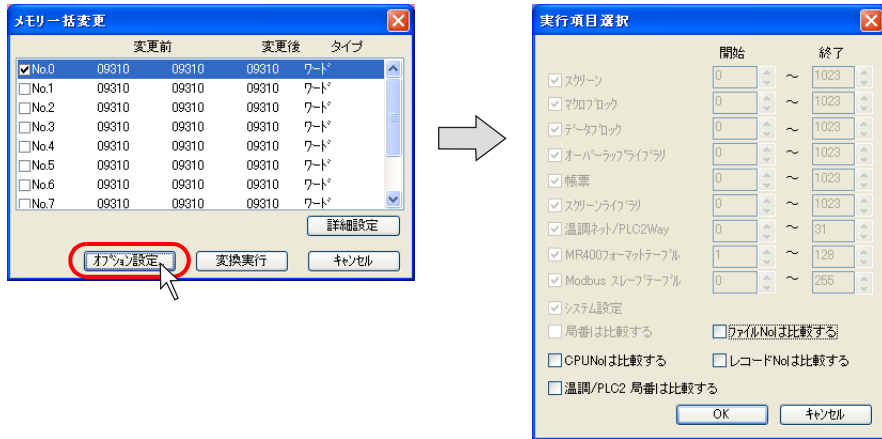 メモリ一括変更
変更前 変更後 タイプ
No.0 09310 09310 09310 ワード
No.1 09310 09310 09310 ワード
No.2 09310 09310 09310 ワード
No.3 09310 09310 09310 ワード
No.4 09310 09310 09310 ワード
No.5 09310 09310 09310 ワード
No.6 09310 09310 09310 ワード
No.7 09310 09310 09310 ワード
詳細設定
オプション設定 変換実行 キャンセル
実行項目選択
開始 終了
スクリーン 0 ～ 1023
マクロブロック 0 ～ 1023
データブロック 0 ～ 1023
オーバーラップライブラリ 0 ～ 1023
帳票 0 ～ 1023
スクリーンライブラリ 0 ～ 1023
温調ネット/PLC2Way 0 ～ 31
MR400フォーマットテーブル 1 ～ 128
Modbus スレーブテーブル 0 ～ 255
システム設定
局番は比較する ファイルNoは比較する
CPUNoは比較する レコードNoは比較する
温調/PLC2 局番は比較する
OK キャンセル